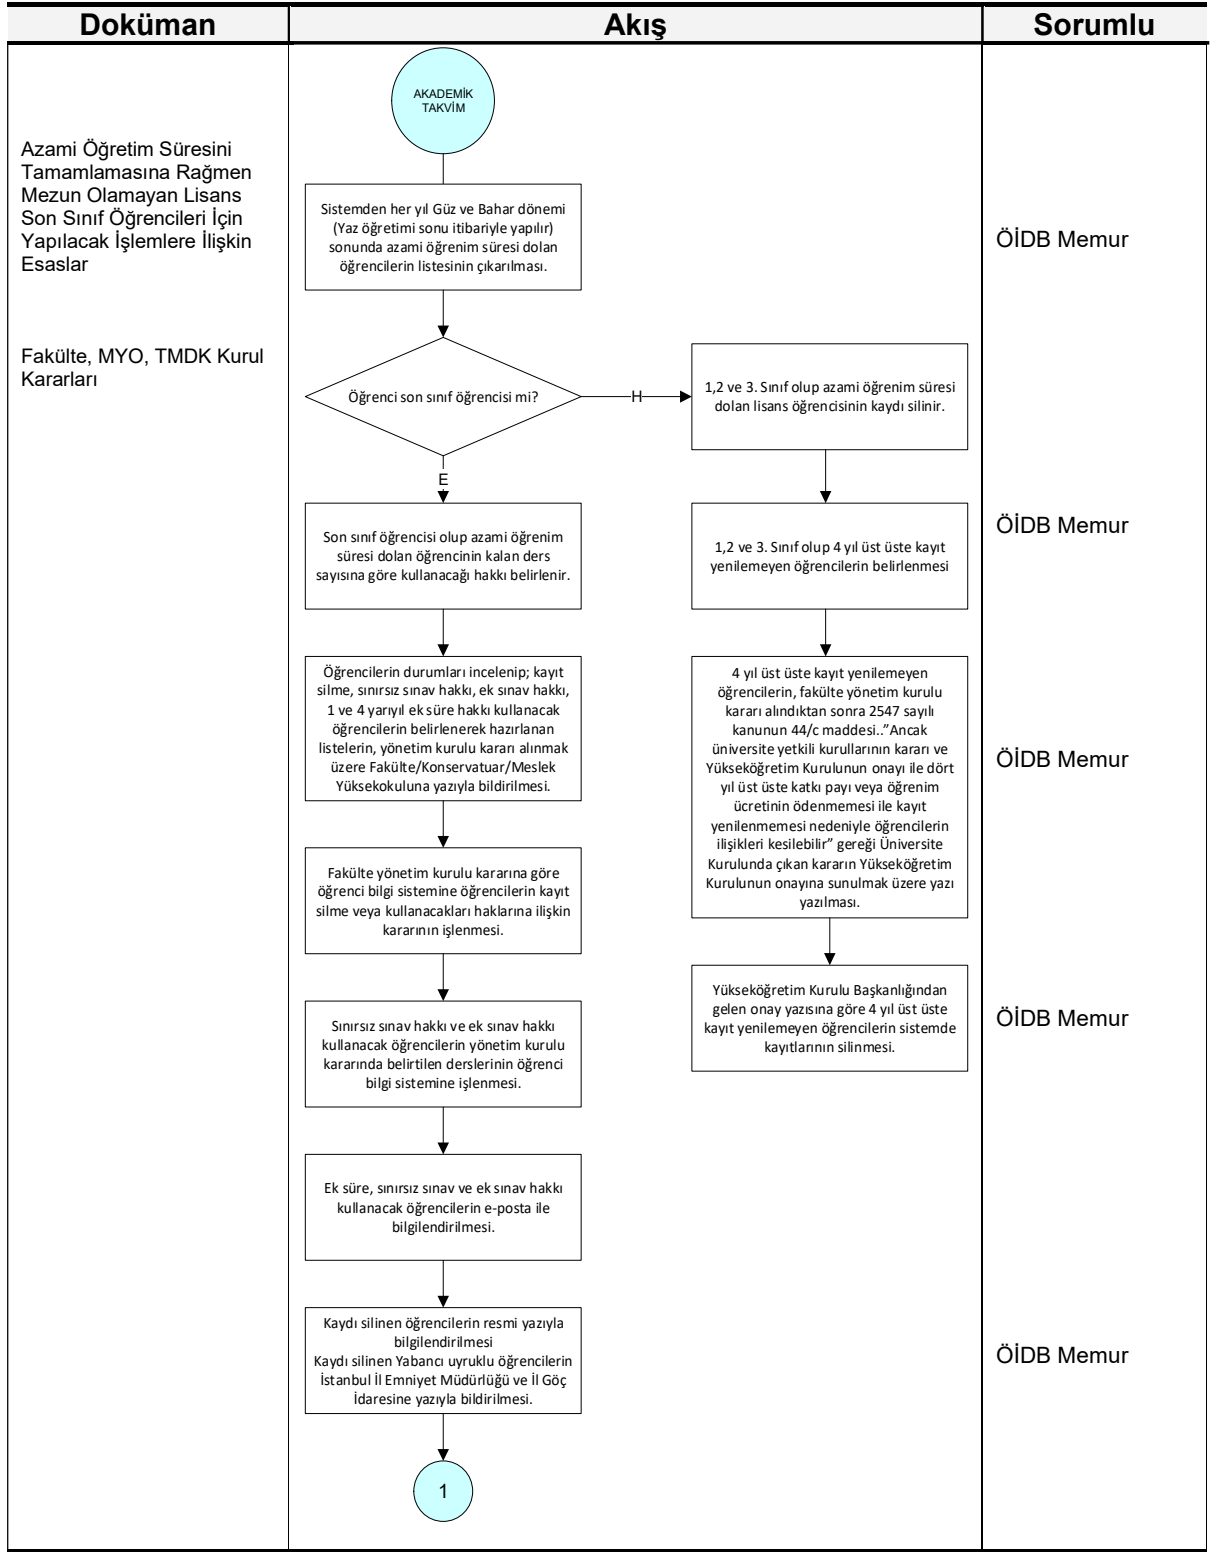 Doküman
Akış
Sorumlu
AKADEMİK
TAKVİM
Azami Öğretim Süresini
Tamamlamasına Rağmen
Mezun Olamayan Lisans
Son Sınıf Öğrencileri İçin
Yapılacak İşlemlere İlişkin
Esaslar
Sistemden her yıl Güz ve Bahar dönemi
(Yaz öğretimi sonu itibariyle yapılır)
sonunda azami öğrenim süresi dolan
öğrencilerin listesinin çıkarılması.
ÖİDB Memur
Fakülte, MYO, TMDK Kurul
Kararları
Öğrenci son sınıf öğrencisi mi?
H
1,2 ve 3. Sınıf olup azami öğrenim süresi
dolan lisans öğrencisinin kaydı silinir.
E
Son sınıf öğrencisi olup azami öğrenim
süresi dolan öğrencinin kalan ders
sayısına göre kullanacağı hakkı belirlenir.
1,2 ve 3. Sınıf olup 4 yıl üst üste kayıt
yenilemeyen öğrencilerin belirlenmesi
ÖİDB Memur
Öğrencilerin durumları incelenip; kayıt
silme, sınırsız sınav hakkı, ek sınav hakkı,
1 ve 4 yarıyıl ek süre hakkı kullanacak
öğrencilerin belirlenerek hazırlanan
listelerin, yönetim kurulu kararı alınmak
üzere Fakülte/Konservatuar/Meslek
Yüksekokuluna yazıyla bildirilmesi.
4 yıl üst üste kayıt yenilemeyen
öğrencilerin, fakülte yönetim kurulu
kararı alındıktan sonra 2547 sayılı
kanunun 44/c maddesi..”Ancak
üniversite yetkili kurullarının kararı ve
Yükseköğretim Kurulunun onayı ile dört
yıl üst üste katkı payı veya öğrenim
ücretinin ödenmemesi ile kayıt
yenilenmemesi nedeniyle öğrencilerin
ilişikleri kesilebilir” gereği Üniversite
Kurulunda çıkan kararın Yükseköğretim
Kurulunun onayına sunulmak üzere yazı
yazılması.
ÖİDB Memur
Fakülte yönetim kurulu kararına göre
öğrenci bilgi sistemine öğrencilerin kayıt
silme veya kullanacakları haklarına ilişkin
kararının işlenmesi.
Yükseköğretim Kurulu Başkanlığından
gelen onay yazısına göre 4 yıl üst üste
kayıt yenilemeyen öğrencilerin sistemde
kayıtlarının silinmesi.
ÖİDB Memur
Sınırsız sınav hakkı ve ek sınav hakkı
kullanacak öğrencilerin yönetim kurulu
kararında belirtilen derslerinin öğrenci
bilgi sistemine işlenmesi.
Ek süre, sınırsız sınav ve ek sınav hakkı
kullanacak öğrencilerin e-posta ile
bilgilendirilmesi.
Kaydı silinen öğrencilerin resmi yazıyla
bilgilendirilmesi
Kaydı silinen Yabancı uyruklu öğrencilerin
İstanbul İl Emniyet Müdürlüğü ve İl Göç
İdaresine yazıyla bildirilmesi.
ÖİDB Memur
1